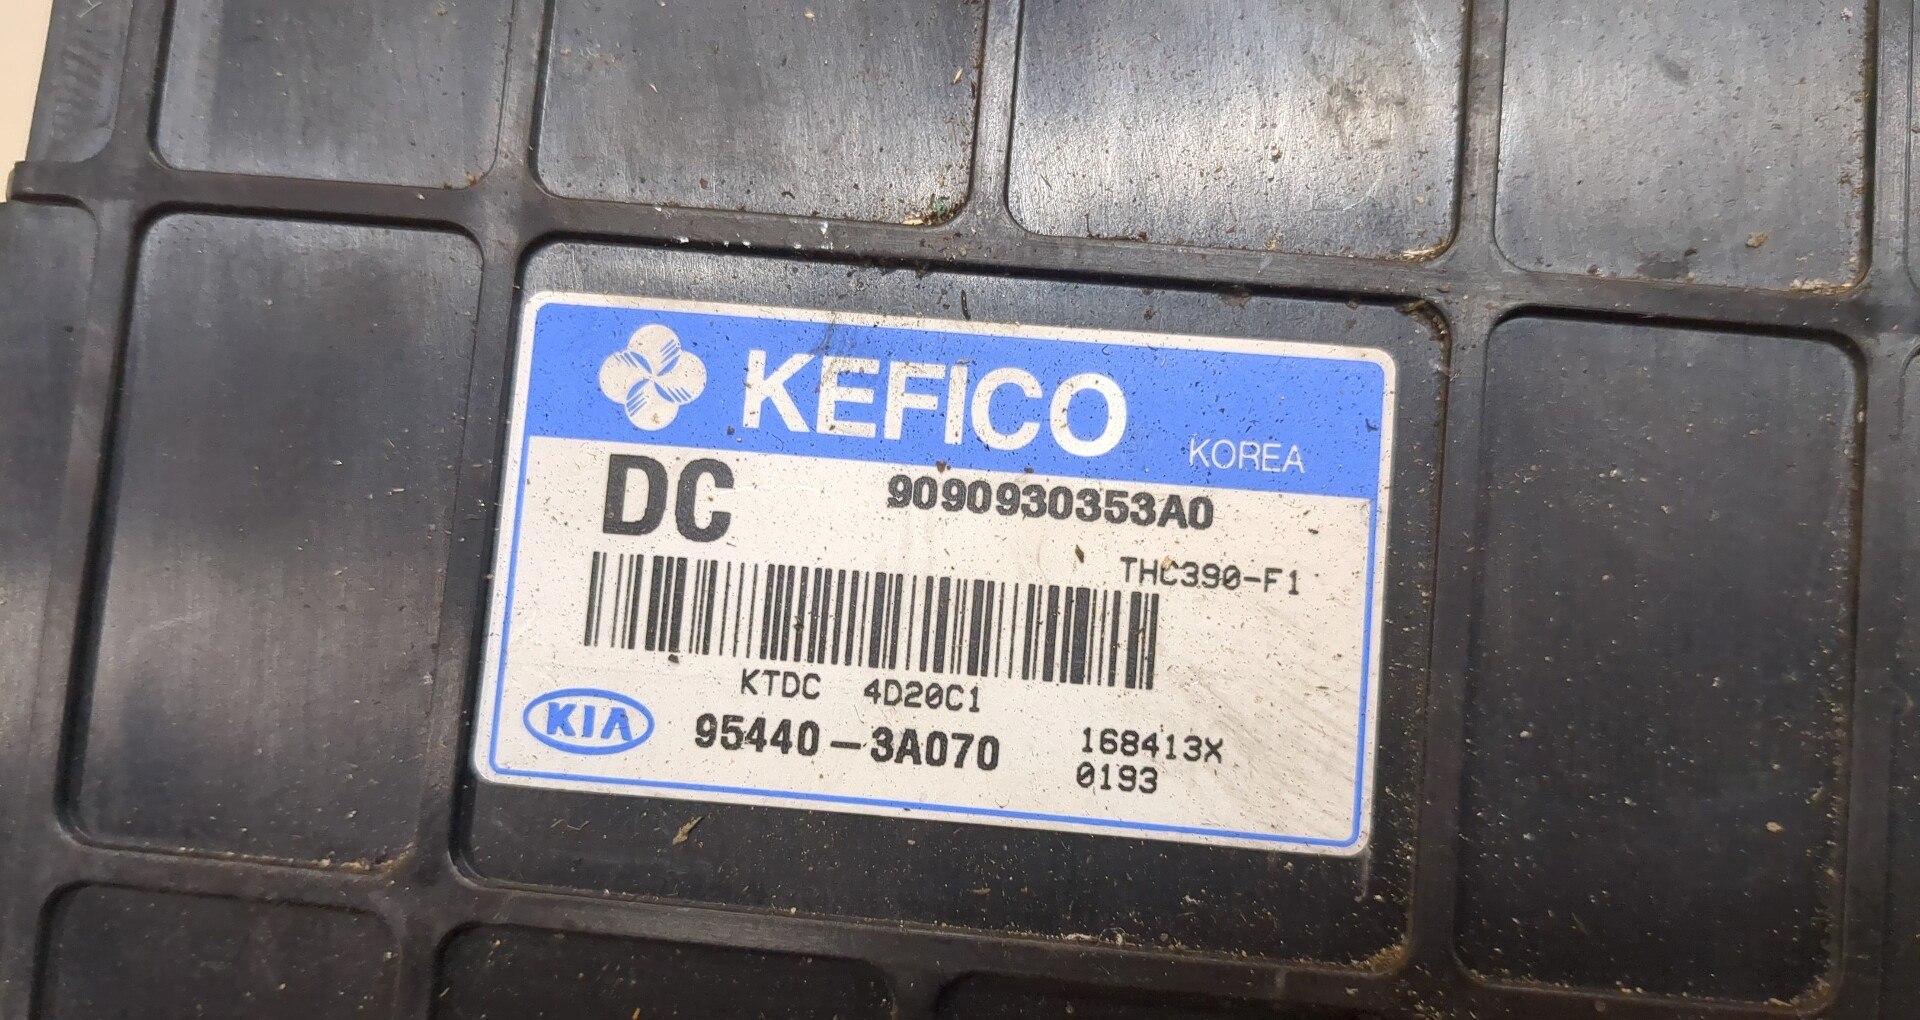 KEFICO KOREA
DC 9090930353A0
THC390-F1
KTDC 4D20C1
KIA 95440-3A070 168413X
0193